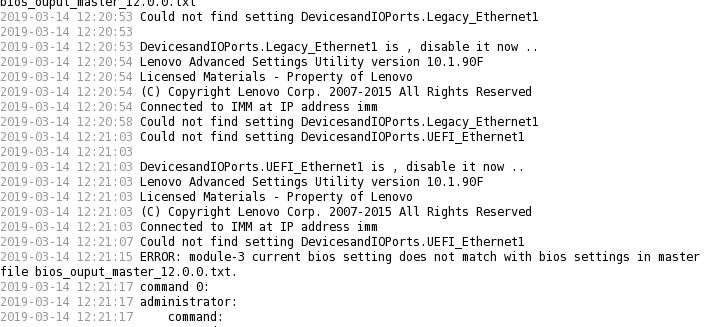 bios_ouput_master_12.0.0.txt
2019-03-14 12:20:53 Could not find setting DevicesandIOPorts.Legacy_Ethernet1
2019-03-14 12:20:53
2019-03-14 12:20:53 DevicesandIOPorts.Legacy_Ethernet1 is , disable it now ..
2019-03-14 12:20:54 Lenovo Advanced Settings Utility version 10.1.90F
2019-03-14 12:20:54 Licensed Materials - Property of Lenovo
2019-03-14 12:20:54 (C) Copyright Lenovo Corp. 2007-2015 All Rights Reserved
2019-03-14 12:20:54 Connected to IMM at IP address imm
2019-03-14 12:20:58 Could not find setting DevicesandIOPorts.Legacy_Ethernet1
2019-03-14 12:21:03 Could not find setting DevicesandIOPorts.UEFI_Ethernet1
2019-03-14 12:21:03
2019-03-14 12:21:03 DevicesandIOPorts.UEFI_Ethernet1 is , disable it now ..
2019-03-14 12:21:03 Lenovo Advanced Settings Utility version 10.1.90F
2019-03-14 12:21:03 Licensed Materials - Property of Lenovo
2019-03-14 12:21:03 (C) Copyright Lenovo Corp. 2007-2015 All Rights Reserved
2019-03-14 12:21:03 Connected to IMM at IP address imm
2019-03-14 12:21:07 Could not find setting DevicesandIOPorts.UEFI_Ethernet1
2019-03-14 12:21:15 ERROR: module-3 current bios setting does not match with bios settings in master
file bios_ouput_master_12.0.0.txt.
2019-03-14 12:21:17 command 0:
2019-03-14 12:21:17 administrator:
2019-03-14 12:21:17     command: